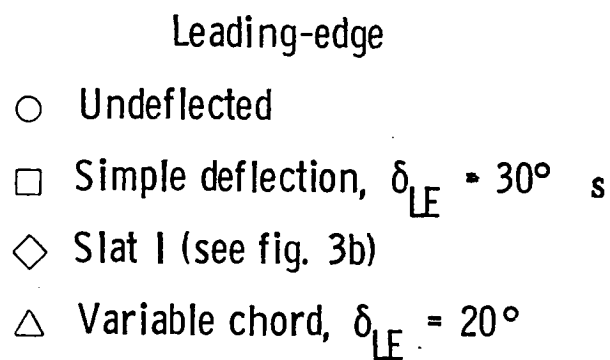 Leading-edge
○ Undeflected
□ Simple deflection, δLE = 30° s
◇ Slat I (see fig. 3b)
△ Variable chord, δLE = 20°